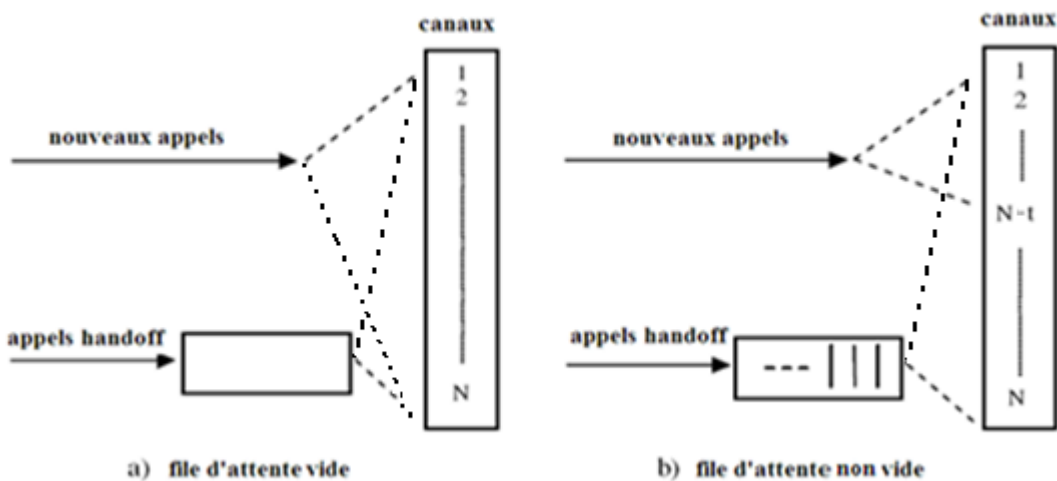 canaux
1
2
nouveaux appels
appels handoff
N
a) file d'attente vide
canaux
1
2
nouveaux appels
N-t
appels handoff
N
b) file d'attente non vide